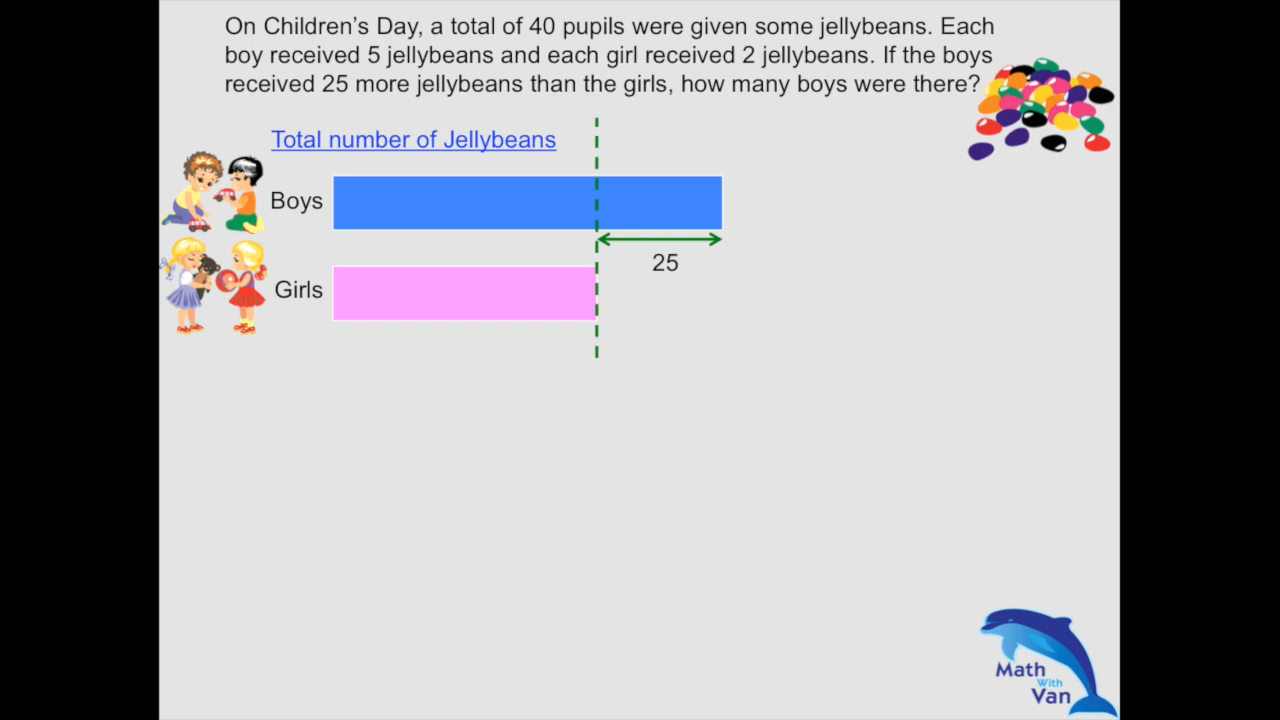 On Children’s Day, a total of 40 pupils were given some jellybeans. Each
boy received 5 jellybeans and each girl received 2 jellybeans. If the boys
received 25 more jellybeans than the girls, how many boys were there?
Total number of Jellybeans
Boys
25
Girls
Math
With
Van